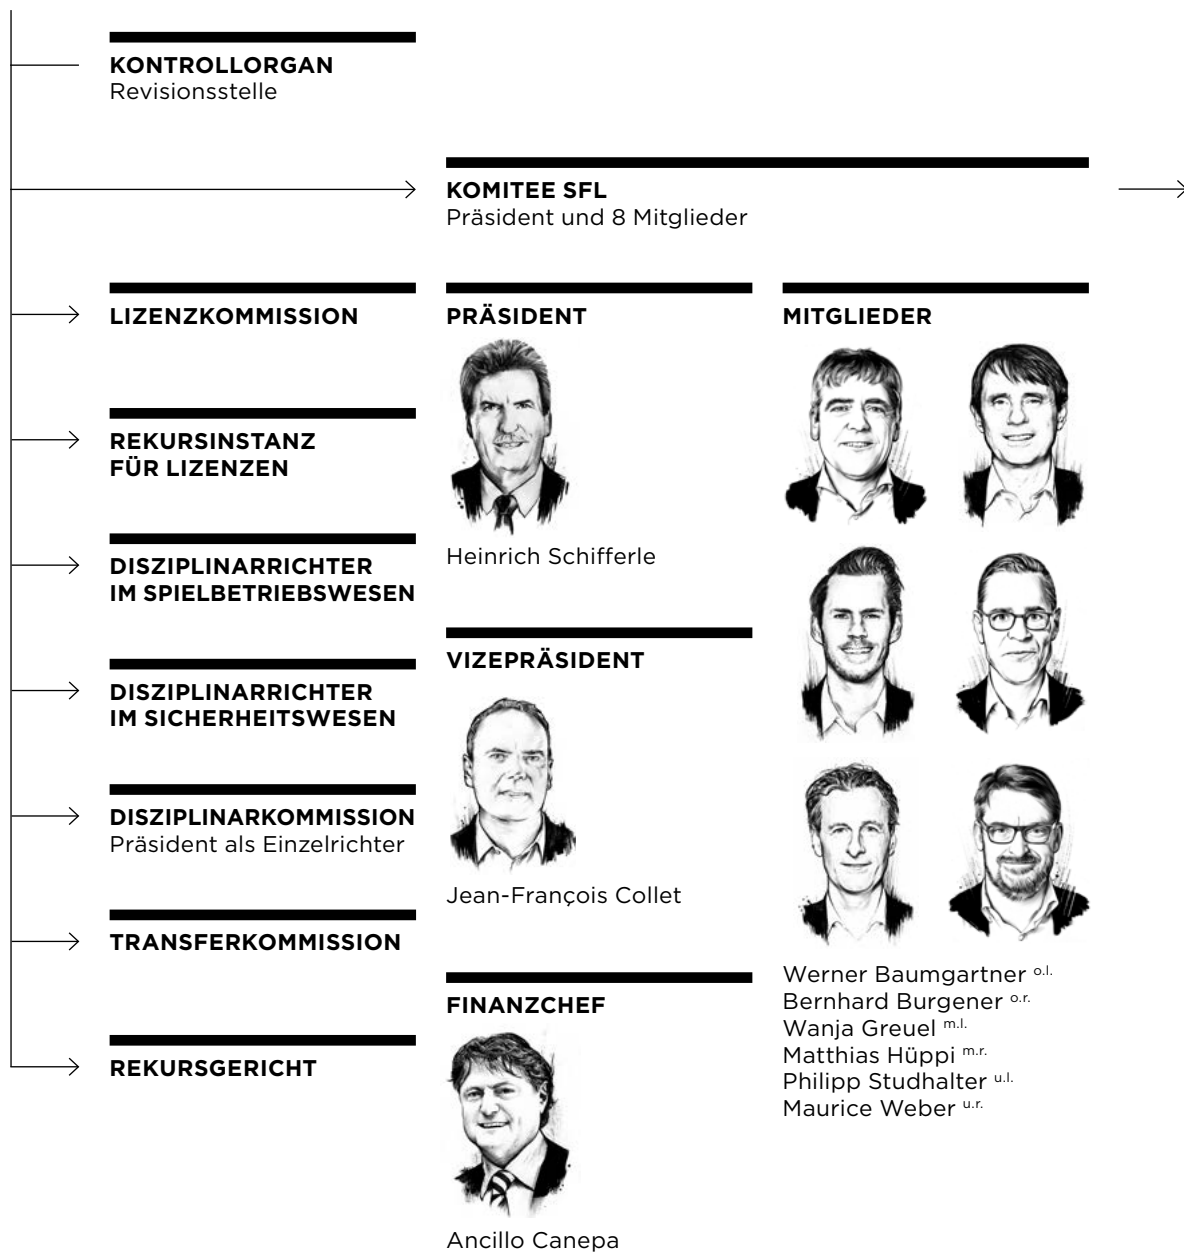 KONTROLLORGAN
Revisionsstelle
KOMITEE SFL
Präsident und 8 Mitglieder
LIZENZKOMMISSION
REKURSINSTANZ
FÜR LIZENZEN
DISZIPLINARRICHTER
IM SPIELBETRIEBSWESEN
DISZIPLINARRICHTER
IM SICHERHEITSWESEN
DISZIPLINARKOMMISSION
Präsident als Einzelrichter
TRANSFERKOMMISSION
REKURSGERICHT
PRÄSIDENT
Heinrich Schifferle
VIZEPRÄSIDENT
Jean-François Collet
FINANZCHEF
Ancillo Canepa
MITGLIEDER
Werner Baumgartner o.l.
Bernhard Burgener o.r.
Wanja Greuel m.l.
Matthias Hüppi m.r.
Philipp Studhalter u.l.
Maurice Weber u.r.